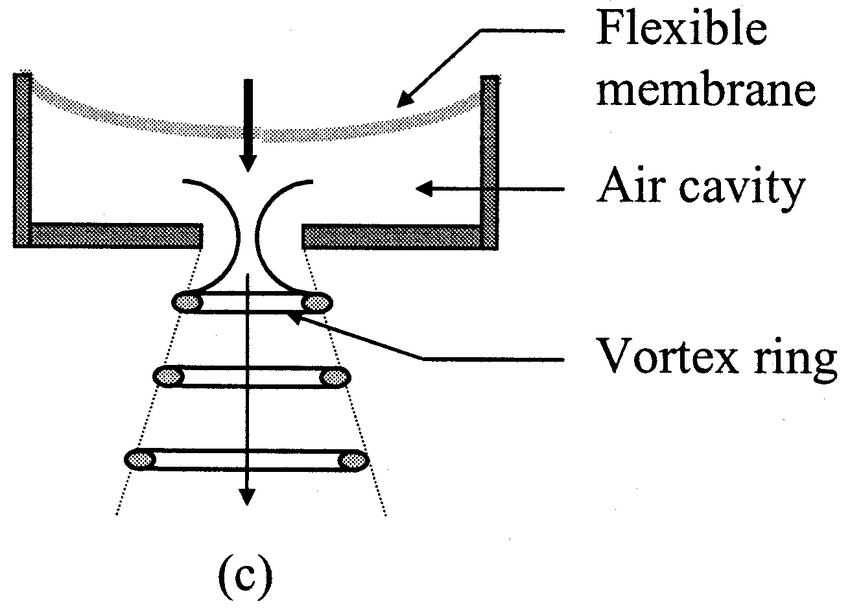 Flexible
membrane
Air cavity
Vortex ring
(c)